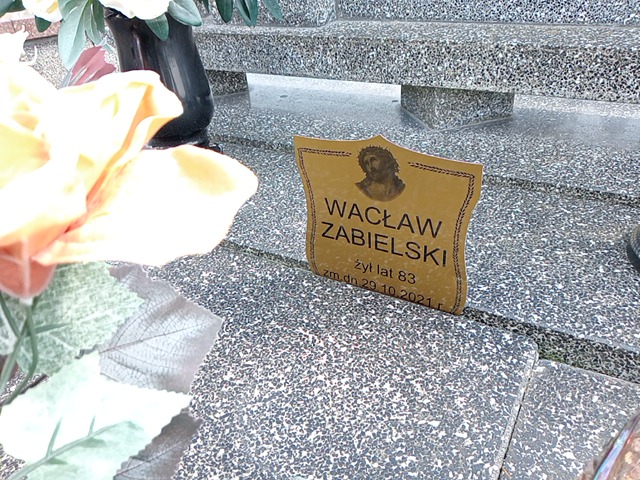 WACŁAW
ZABIELSKI
żył lat 83
zm.dn 29.10.2021 r.